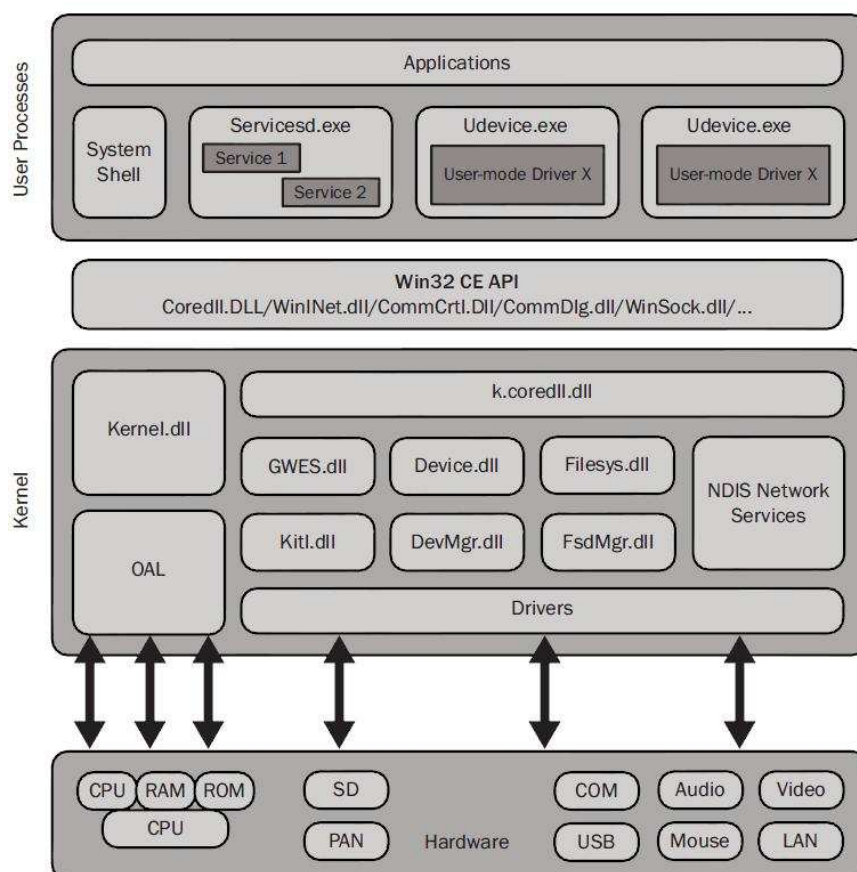 User Processes
Applications
System
Shell
Servicesd.exe
Service 1
Service 2
Udevice.exe
User-mode Driver X
Udevice.exe
User-mode Driver X
Win32 CE API
Coredll.DLL/WinINet.dll/CommCrtl.Dll/CommDlg.dll/WinSock.dll/...
Kernel
Kernel.dll
OAL
k.coredll.dll
GWES.dll
Device.dll
Filesys.dll
NDIS Network
Services
Kitl.dll
DevMgr.dll
FsdMgr.dll
Drivers
CPU
RAM
ROM
CPU
SD
PAN
Hardware
COM
Audio
Video
USB
Mouse
LAN